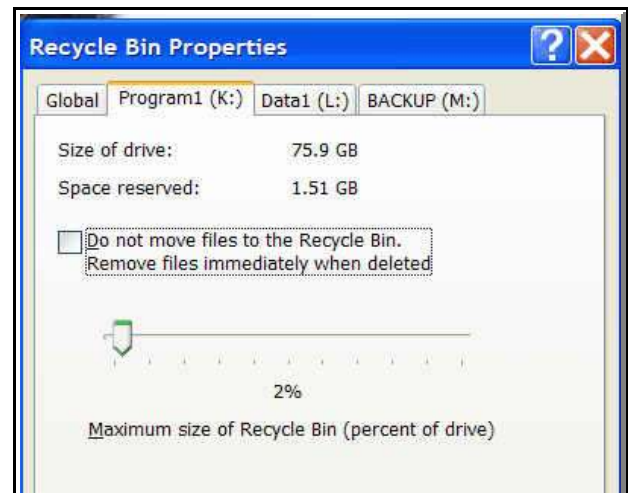 Recycle Bin Properties
Global Program1 (K:) Data1 (L:) BACKUP (M:)
Size of drive: 75.9 GB
Space reserved: 1.51 GB
Do not move files to the Recycle Bin.
Remove files immediately when deleted
2%
Maximum size of Recycle Bin (percent of drive)